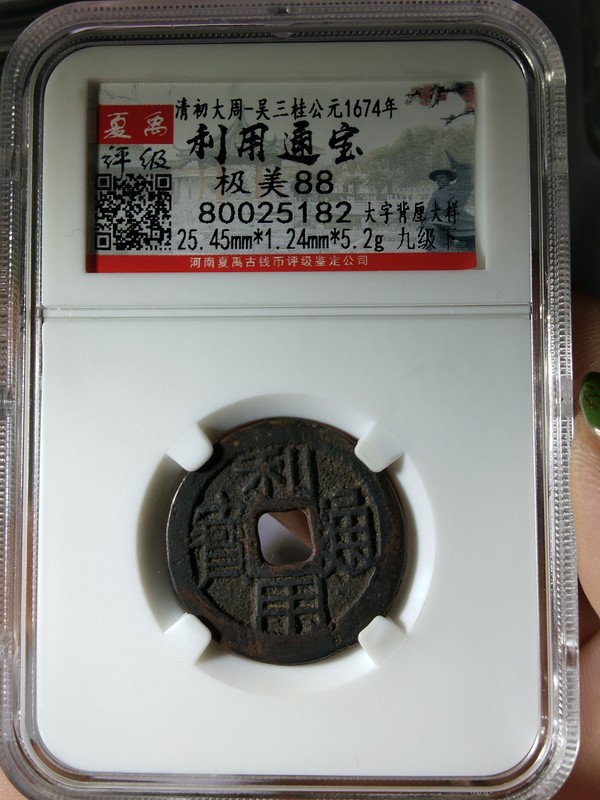 清初大周-吴三桂公元1674年
夏禹
评级
利用通宝
极美88
80025182 大字背厘大样
25.45mm*1.24mm*5.2g 九级下
河南夏禹古钱币评级鉴定公司
利用通寶